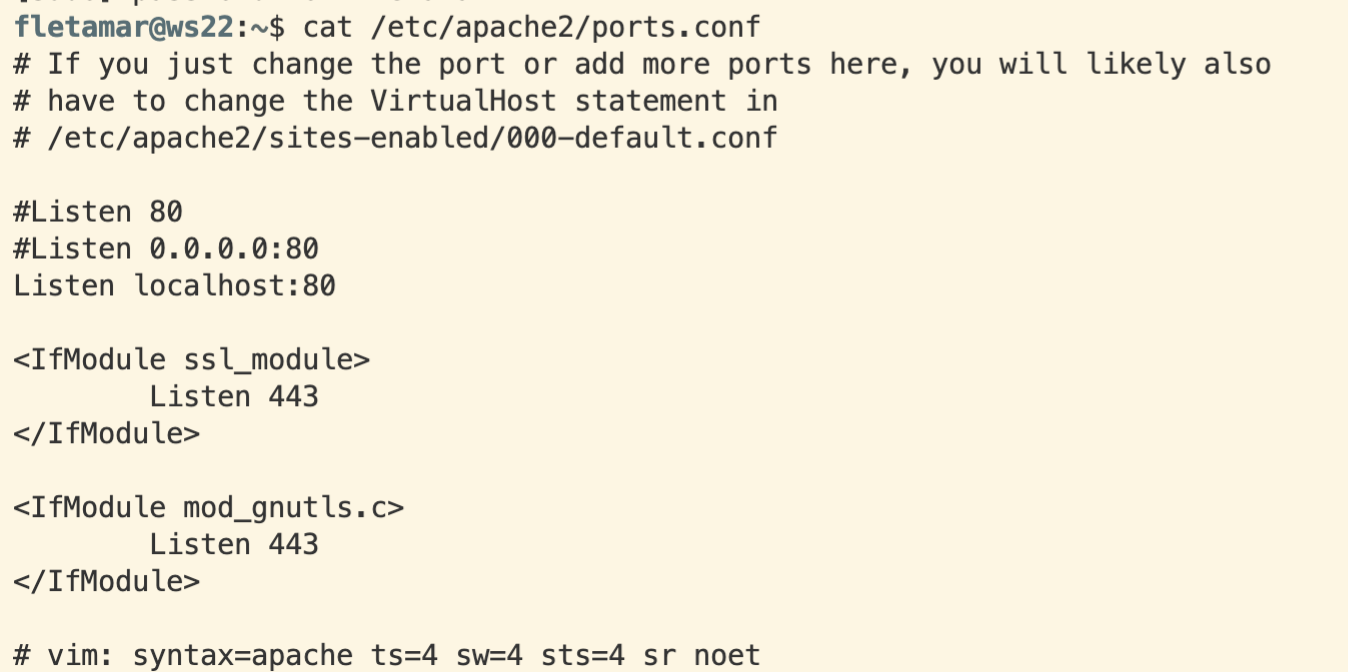 fletamar@ws22:~$ cat /etc/apache2/ports.conf
# If you just change the port or add more ports here, you will likely also
# have to change the VirtualHost statement in
# /etc/apache2/sites-enabled/000-default.conf

#Listen 80
#Listen 0.0.0.0:80
Listen localhost:80

<IfModule ssl_module>
        Listen 443
</IfModule>

<IfModule mod_gnutls.c>
        Listen 443
</IfModule>

# vim: syntax=apache ts=4 sw=4 sts=4 sr noet